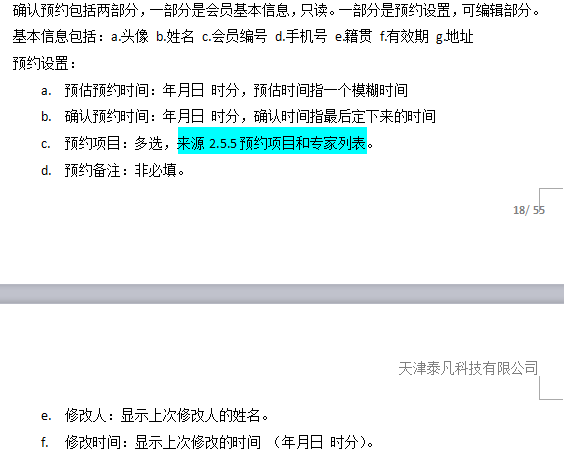 确认预约包括两部分，一部分是会员基本信息，只读。一部分是预约设置，可编辑部分。
基本信息包括：a.头像 b.姓名 c.会员编号 d.手机号 e.籍贯 f.有效期 g.地址
预约设置：
a. 预估预约时间：年月日 时分，预估时间指一个模糊时间
b. 确认预约时间：年月日 时分，确认时间指最后定下来的时间
c. 预约项目：多选，来源 2.5.5 预约项目和专家列表。
d. 预约备注：非必填。
18/ 55
天津泰凡科技有限公司
e. 修改人：显示上次修改人的姓名。
f. 修改时间：显示上次修改的时间 （年月日 时分）。